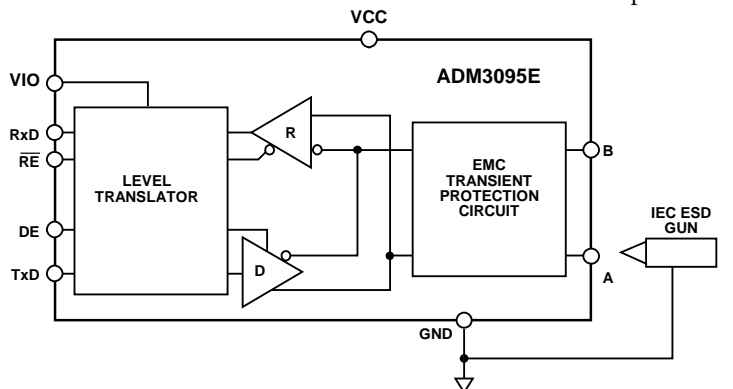 VCC
ADM3095E
VIO
RxD
RE
DE
TxD
LEVEL
TRANSLATOR
R
D
EMC
TRANSIENT
PROTECTION
CIRCUIT
B
A
IEC ESD
GUN
GND